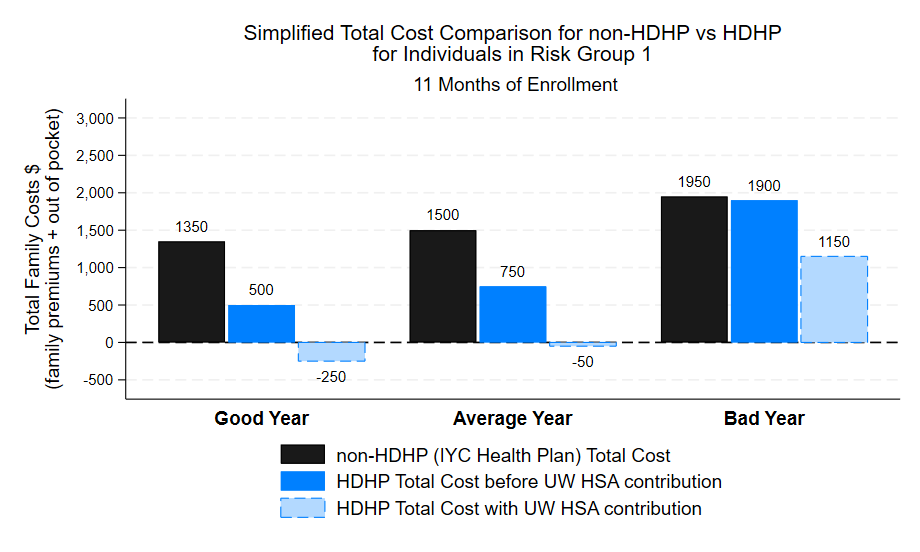 Simplified Total Cost Comparison for non-HDHP vs HDHP
for Individuals in Risk Group 1
11 Months of Enrollment
Total Family Costs $
(family premiums + out of pocket)
3,000
2,500
2,000
1,500
1,000
500
0
-500
1350
500
-250
1500
750
-50
1950
1900
1150
Good Year
Average Year
Bad Year
non-HDHP (IYC Health Plan) Total Cost
HDHP Total Cost before UW HSA contribution
HDHP Total Cost with UW HSA contribution